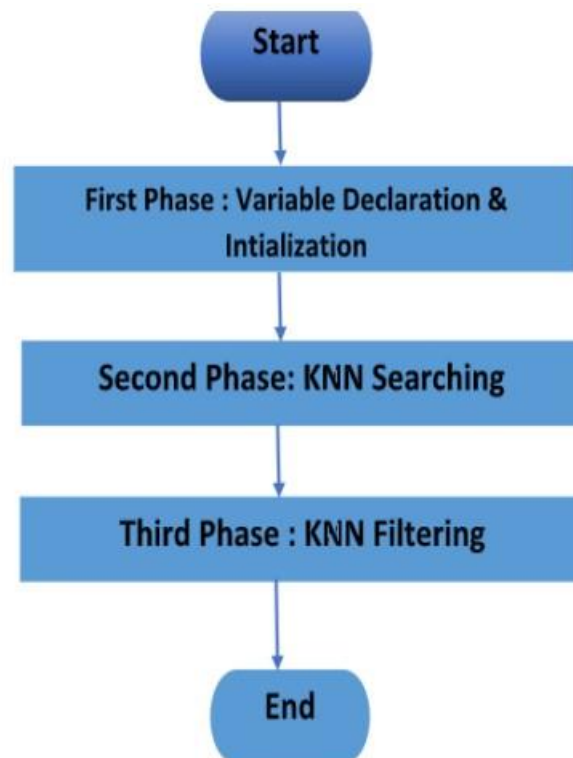 Start
First Phase : Variable Declaration &
Intialization
Second Phase: KNN Searching
Third Phase : KNN Filtering
End